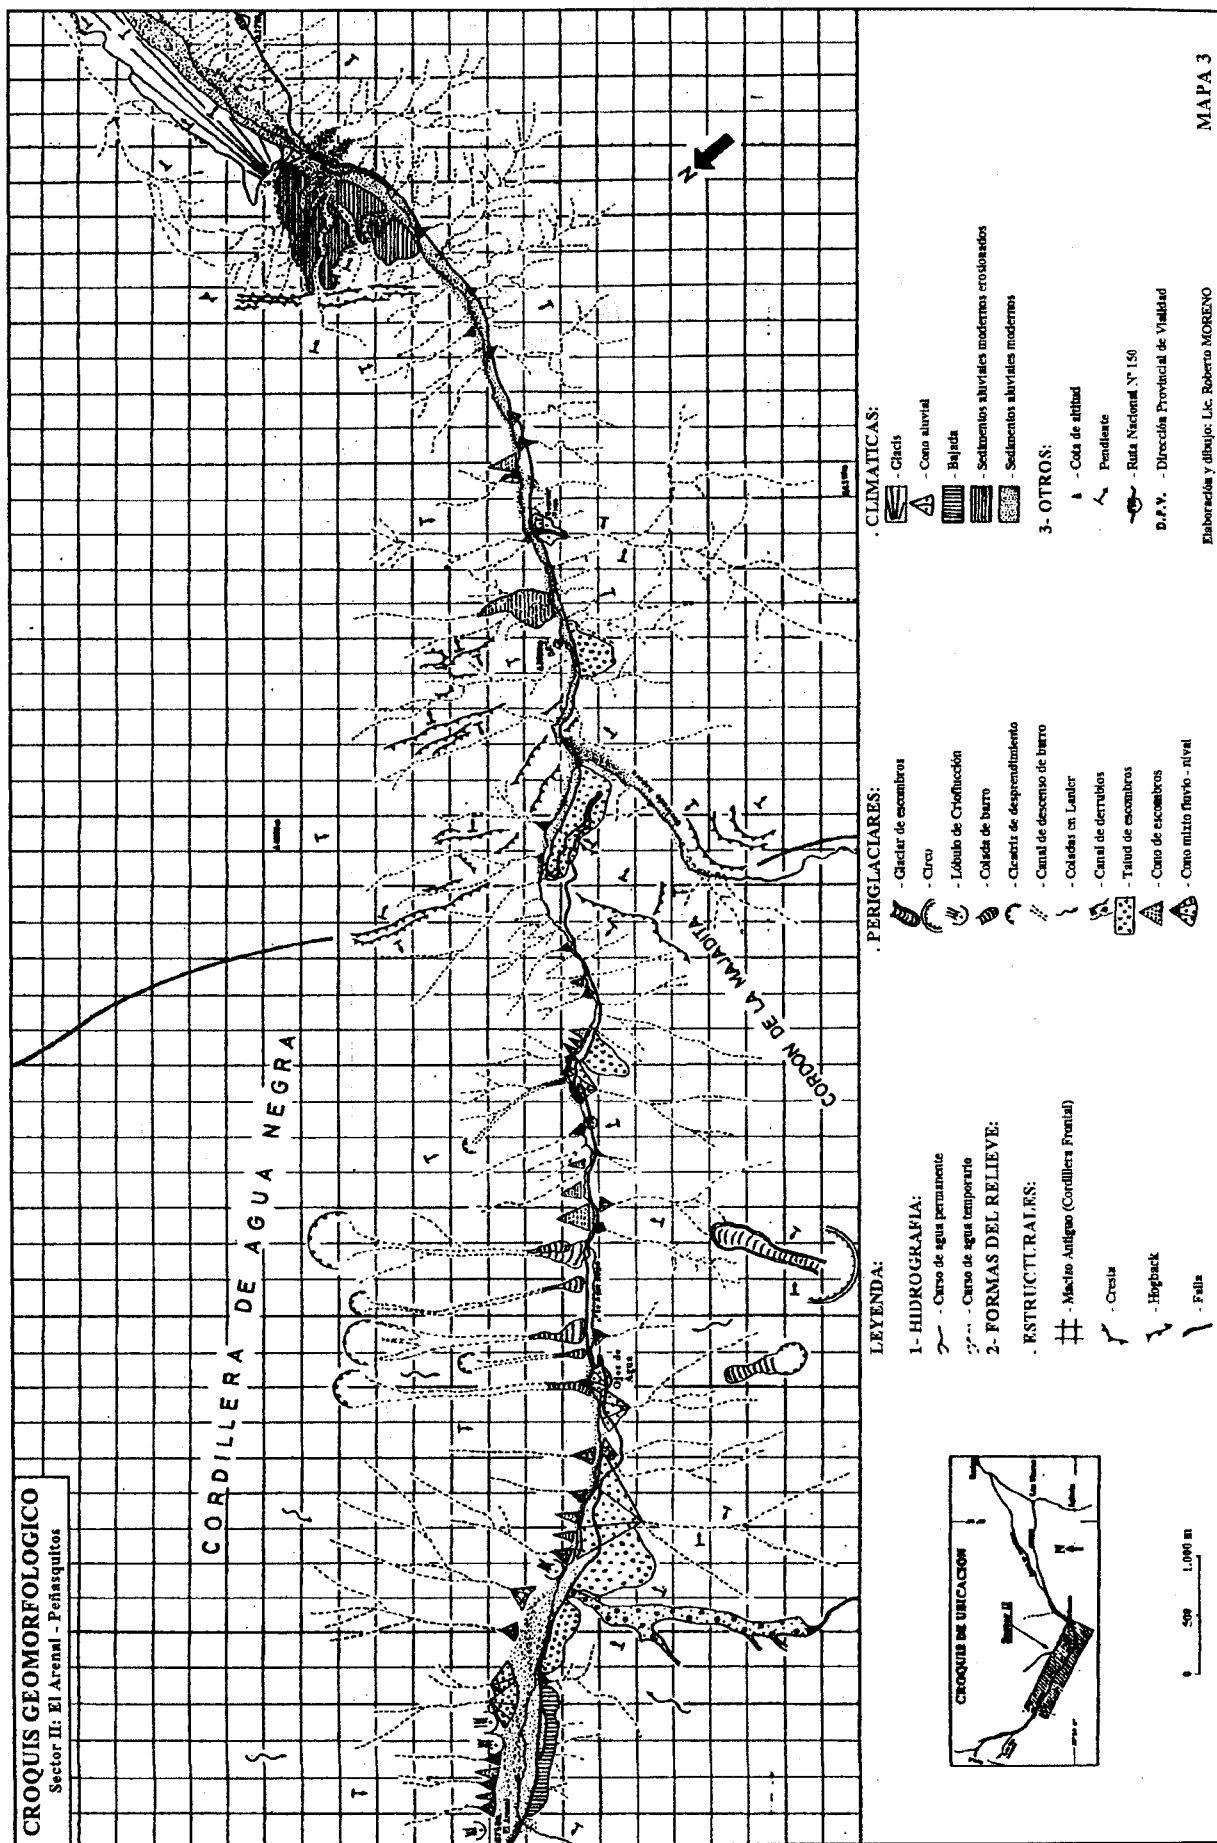 CROQUIS GEOMORFOLOGICO
Sector II: El Arenal - Peñasquitos
CORDILLERA DE AGUA NEGRA
CORDON DE LA MAJADITA
Ojos de
Agua
N
LEYENDA:
1- HIDROGRAFIA:
- Curso de agua permanente
- Curso de agua temporario
2- FORMAS DEL RELIEVE:
. ESTRUCTURALES:
- Macizo Antiguo (Cordillera Frontal)
- Cresta
- Hogback
- Falla
. PERIGLACIARES:
- Glaciar de escombros
- Circo
- Lóbulo de Crioflucción
- Colada de barro
- Cicatriz de desprendimiento
- Canal de descenso de barro
- Coladas en Lanler
- Canal de derrubios
- Talud de escombros
- Cono de escombros
- Cono mixto fluvio - nival
. CLIMATICAS:
- Glacis
- Cono aluvial
- Bajada
- Sedimentos aluviales modernos erosionados
- Sedimentos aluviales modernos
3- OTROS:
- Cota de altitud
- Pendiente
- Ruta Nacional N° 150
D.P.V. - Dirección Provincial de Vialidad
Elaboración y dibujo: Lic. Roberto MORENO
MAPA 3
CROQUIS DE UBICACION
Sector II
N
0 500 1.000 m